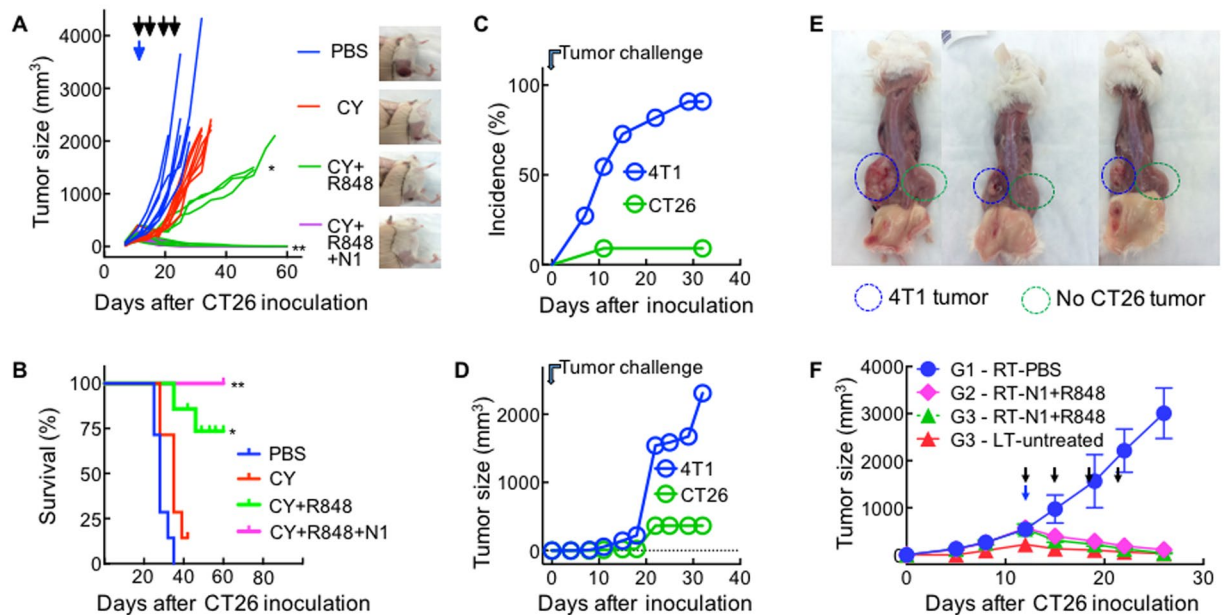 A
Tumor size (mm³)
4000
3000
2000
1000
0
0
20
40
60
Days after CT26 inoculation
*
**
PBS
CY
CY+
R848
CY+
R848
+N1
B
Survival (%)
100
75
50
25
0
20
40
60
80
Days after CT26 inoculation
**
*
PBS
CY
CY+R848
CY+R848+N1
C
Tumor challenge
Incidence (%)
100
50
0
0
10
20
30
40
Days after inoculation
4T1
CT26
D
Tumor challenge
Tumor size (mm³)
2000
1000
0
0
10
20
30
40
Days after inoculation
4T1
CT26
E
4T1 tumor
No CT26 tumor
F
Tumor size (mm³)
4000
3000
2000
1000
0
10
20
30
Days after CT26 inoculation
G1 - RT-PBS
G2 - RT-N1+R848
G3 - RT-N1+R848
G3 - LT-untreated